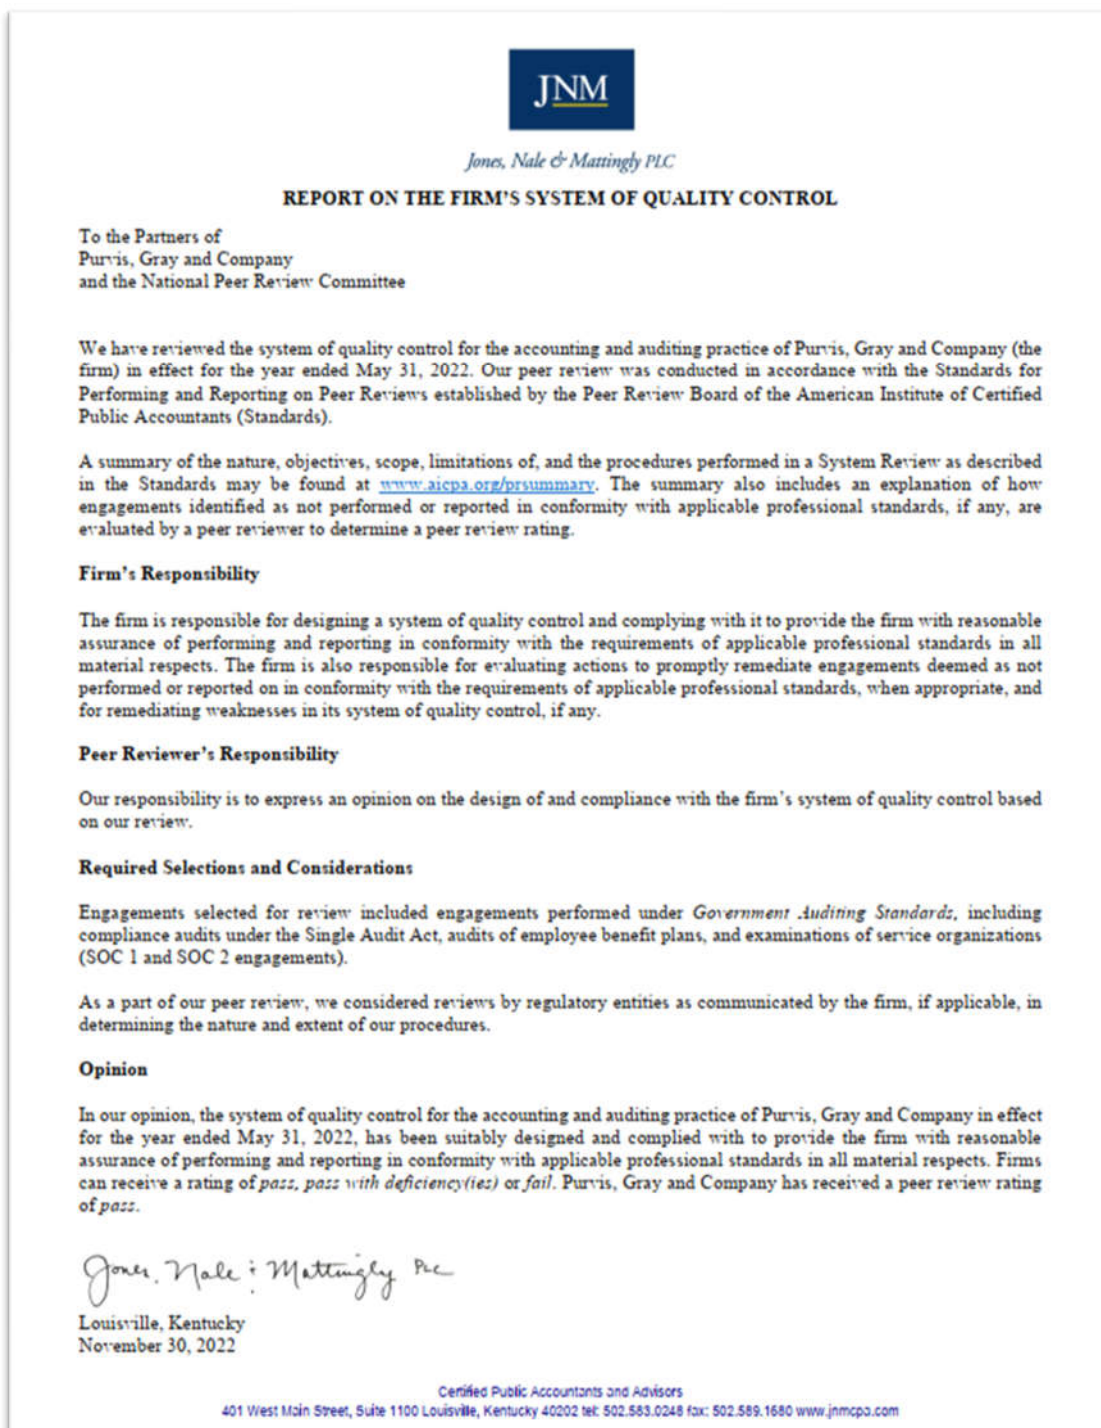 JNM
Jones, Nale & Mattingly PLC
REPORT ON THE FIRM'S SYSTEM OF QUALITY CONTROL
To the Partners of
Purvis, Gray and Company
and the National Peer Review Committee
We have reviewed the system of quality control for the accounting and auditing practice of Purvis, Gray and Company (the
firm) in effect for the year ended May 31, 2022. Our peer review was conducted in accordance with the Standards for
Performing and Reporting on Peer Reviews established by the Peer Review Board of the American Institute of Certified
Public Accountants (Standards).
A summary of the nature, objectives, scope, limitations of, and the procedures performed in a System Review as described
in the Standards may be found at www.aicpa.org/prsummary. The summary also includes an explanation of how
engagements identified as not performed or reported in conformity with applicable professional standards, if any, are
evaluated by a peer reviewer to determine a peer review rating.
Firm's Responsibility
The firm is responsible for designing a system of quality control and complying with it to provide the firm with reasonable
assurance of performing and reporting in conformity with the requirements of applicable professional standards in all
material respects. The firm is also responsible for evaluating actions to promptly remediate engagements deemed as not
performed or reported on in conformity with the requirements of applicable professional standards, when appropriate, and
for remediating weaknesses in its system of quality control, if any.
Peer Reviewer's Responsibility
Our responsibility is to express an opinion on the design of and compliance with the firm's system of quality control based
on our review.
Required Selections and Considerations
Engagements selected for review included engagements performed under Government Auditing Standards, including
compliance audits under the Single Audit Act, audits of employee benefit plans, and examinations of service organizations
(SOC 1 and SOC 2 engagements).
As a part of our peer review, we considered reviews by regulatory entities as communicated by the firm, if applicable, in
determining the nature and extent of our procedures.
Opinion
In our opinion, the system of quality control for the accounting and auditing practice of Purvis, Gray and Company in effect
for the year ended May 31, 2022, has been suitably designed and complied with to provide the firm with reasonable
assurance of performing and reporting in conformity with applicable professional standards in all material respects. Firms
can receive a rating of pass, pass with deficiency(ies) or fail. Purvis, Gray and Company has received a peer review rating
of pass.
Jones, Nale & Mattingly PLC
Louisville, Kentucky
November 30, 2022
Certified Public Accountants and Advisors
401 West Main Street, Suite 1100 Louisville, Kentucky 40202 tel: 502.583.0248 fax: 502.589.1680 www.jnmcpa.com